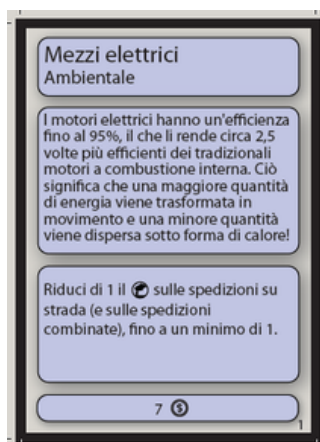 Mezzi elettrici
Ambientale
I motori elettrici hanno un'efficienza
fino al 95%, il che li rende circa 2,5
volte più efficienti dei tradizionali
motori a combustione interna. Ciò
significa che una maggiore quantità
di energia viene trasformata in
movimento e una minore quantità
viene dispersa sotto forma di calore!
Riduci di 1 il sulle spedizioni su
strada (e sulle spedizioni
combinate), fino a un minimo di 1.
7 $
1